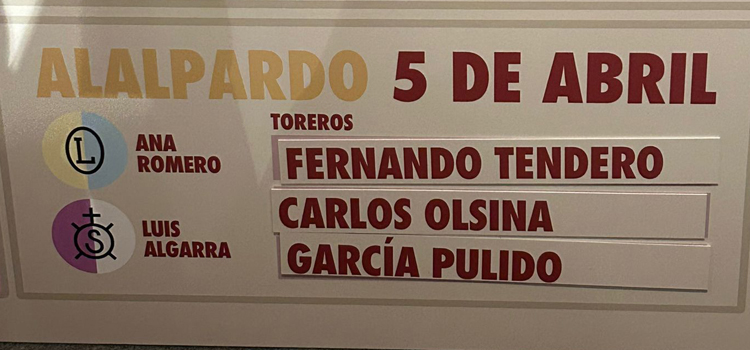 ALALPARDO 5 DE ABRIL
TOREROS
L
ANA
ROMERO
FERNANDO TENDERO
CARLOS OLSINA
S
LUIS
ALGARRA
GARCÍA PULIDO